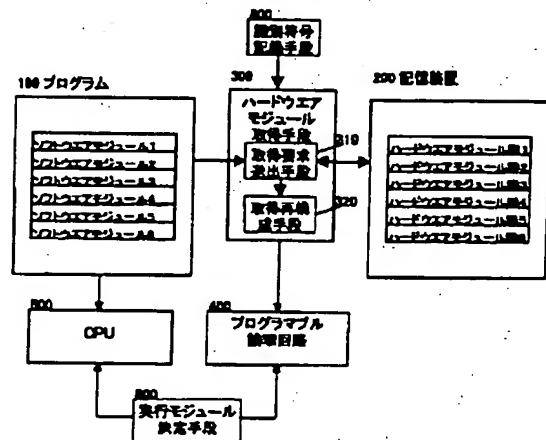 識別符号
記録手段
100 プログラム
300
200 記憶装置
ハードウエア
モジュール
取得手段
310
取得要求
送出手段
320
取得再構
成手段
ソフトウエアモジュール1
ソフトウエアモジュール2
ソフトウエアモジュール3
ソフトウエアモジュール4
ソフトウエアモジュール5
ソフトウエアモジュール6
ハードウエアモジュール群1
ハードウエアモジュール群2
ハードウエアモジュール群3
ハードウエアモジュール群4
ハードウエアモジュール群5
ハードウエアモジュール群6
CPU
400
プログラマブル
論理回路
実行モジュール
決定手段